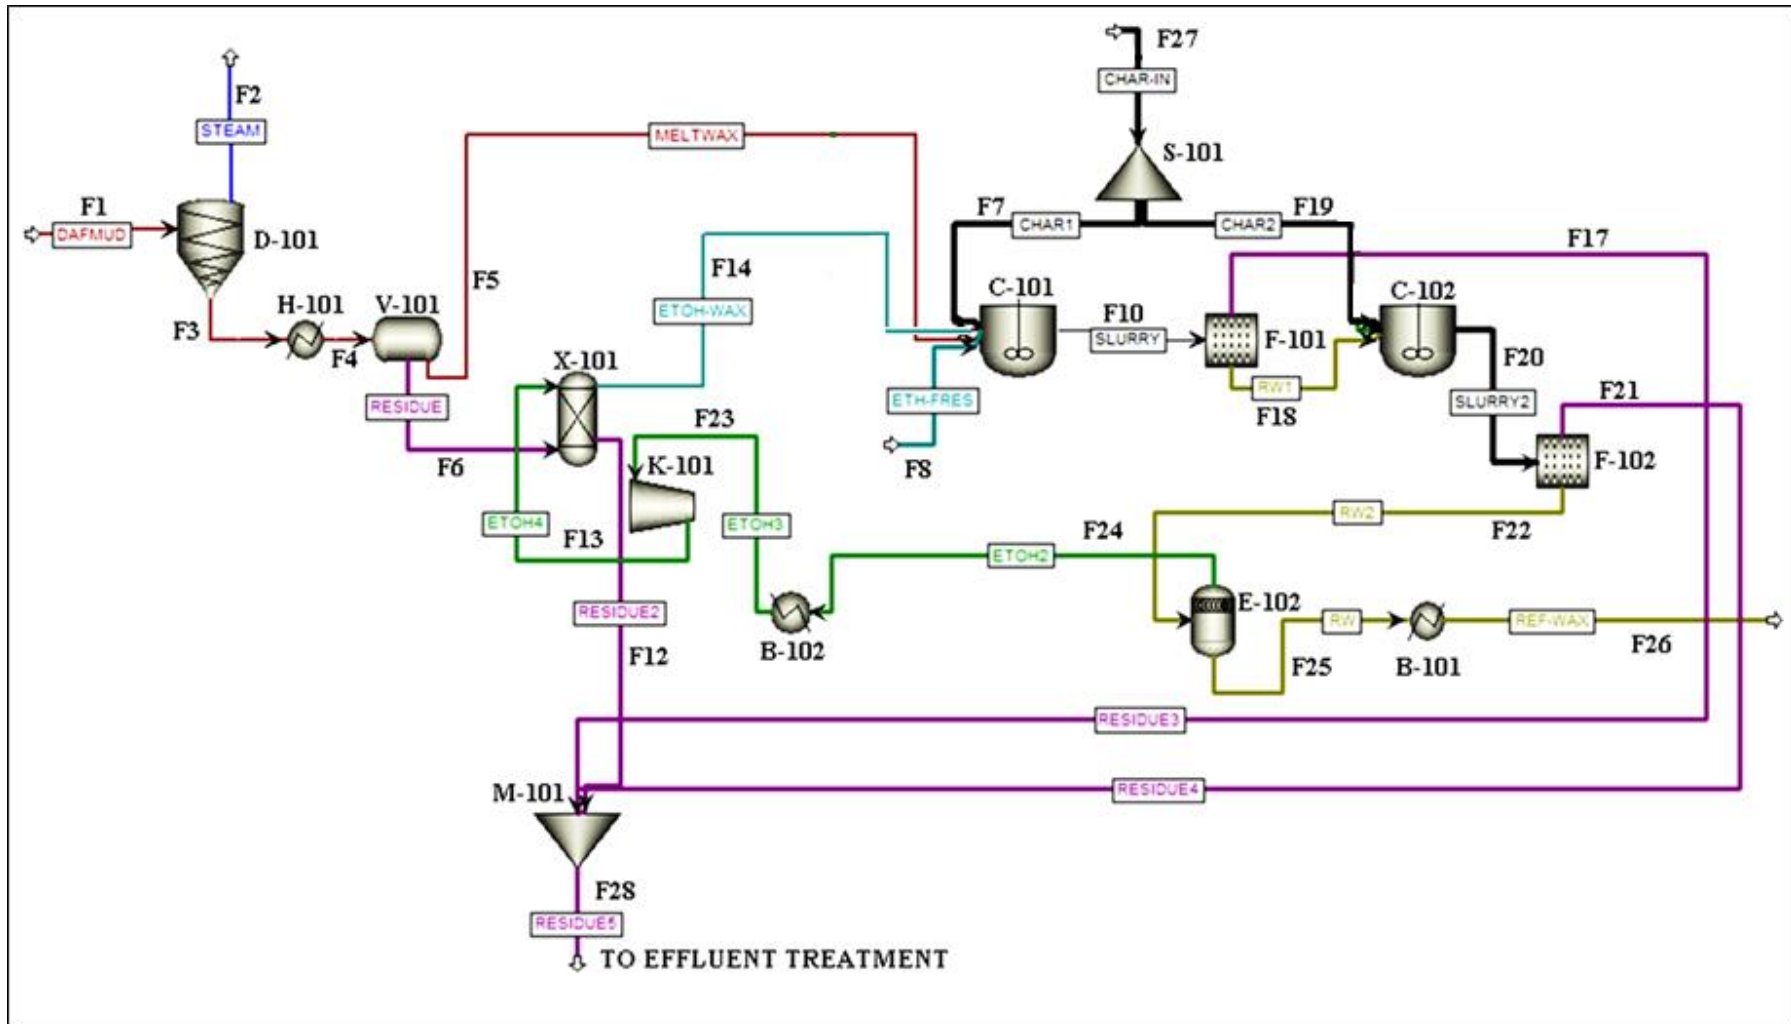 F27
CHAR-IN
F2
STEAM
MELTWAX
S-101
F1
DAFMUD
D-101
F7
CHAR1
CHAR2
F19
F17
F14
F5
C-101
C-102
H-101
V-101
F3
F4
ETOH-WAX
F10
SLURRY
F-101
X-101
F20
RW1
F18
RESIDUE
ETH-FRES
SLURRY2
F21
F23
F6
K-101
F8
F-102
ETOH4
F13
ETOH3
F24
ETOH2
RW2
F22
RESIDUE2
E-102
RW
REF-WAX
B-102
F12
F25
B-101
F26
RESIDUE3
M-101
RESIDUE4
F28
RESIDUE5
TO EFFLUENT TREATMENT